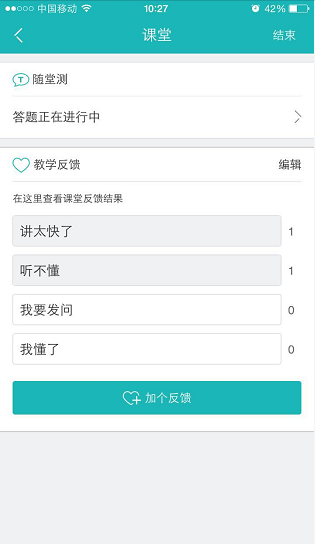 中国移动 10:27 42%
课堂 结束
T 随堂测
答题正在进行中
教学反馈 编辑
在这里查看课堂反馈结果
讲太快了 1
听不懂 1
我要发问 0
我懂了 0
加个反馈